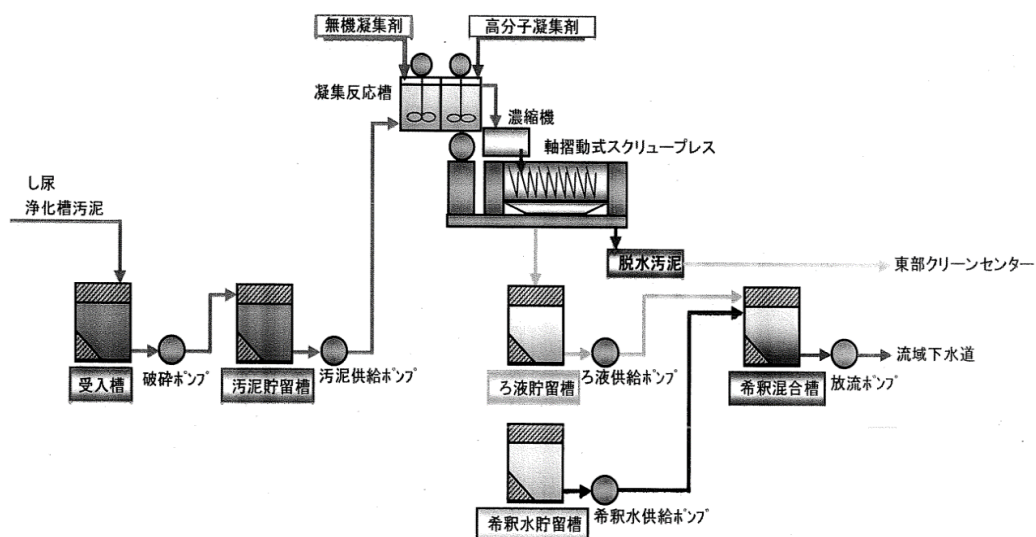 無機凝集剤
高分子凝集剤
凝集反応槽
濃縮機
軸摺動式スクリュープレス
し尿
浄化槽汚泥
脱水汚泥
東部クリーンセンター
受入槽
破砕ポンプ
汚泥貯留槽
汚泥供給ポンプ
ろ液貯留槽
ろ液供給ポンプ
希釈混合槽
放流ポンプ
流域下水道
希釈水貯留槽
希釈水供給ポンプ